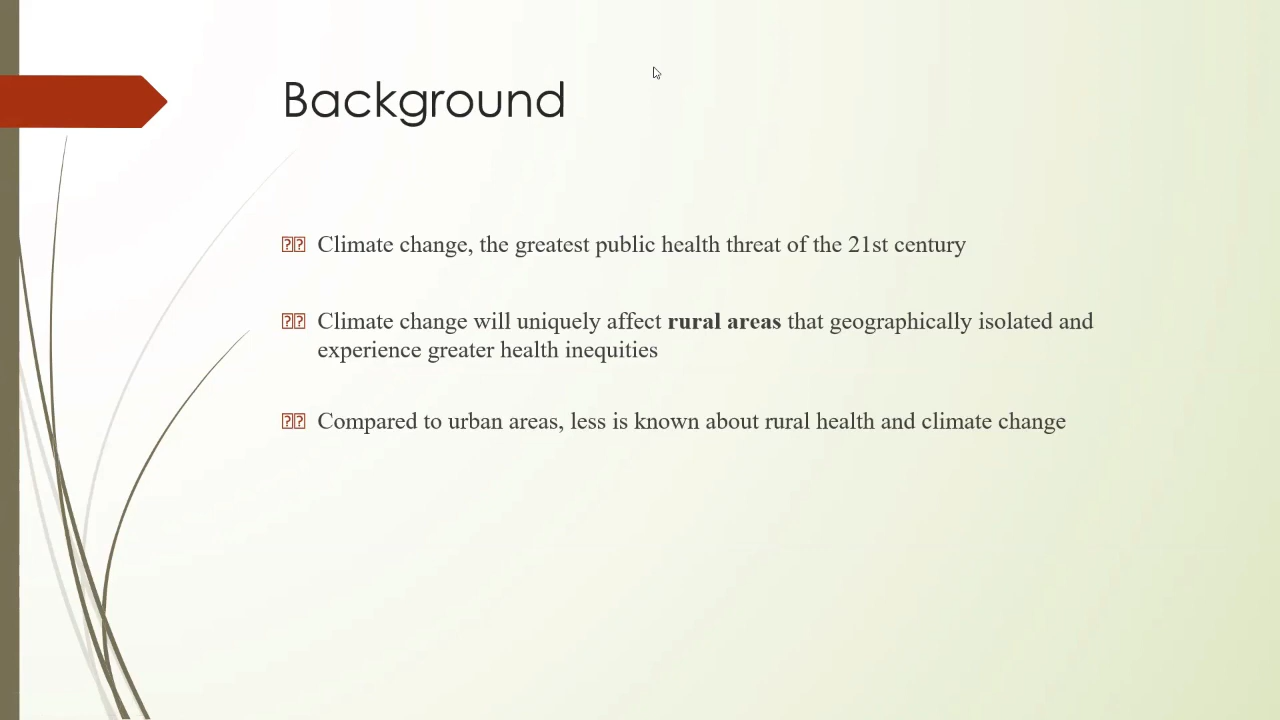 Background
Climate change, the greatest public health threat of the 21st century
Climate change will uniquely affect rural areas that geographically isolated and
experience greater health inequities
Compared to urban areas, less is known about rural health and climate change